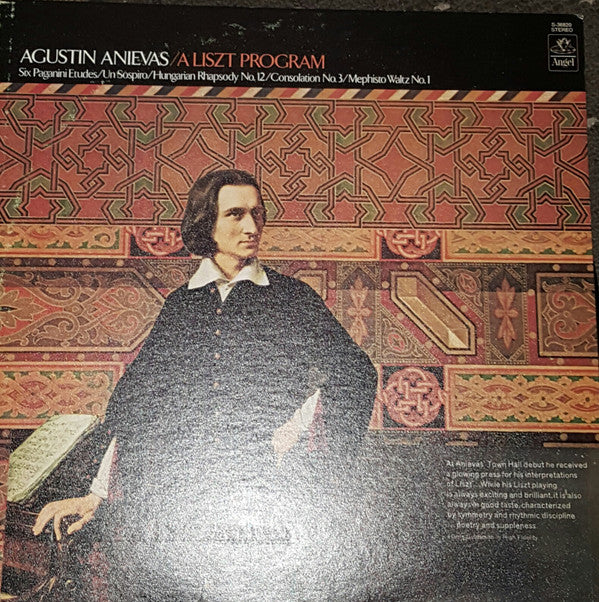 S-36820
STEREO
AGUSTIN ANIEVAS/A LISZT PROGRAM
Angel
Six Paganini Etudes/Un Sospiro/Hungarian Rhapsody No. 12/Consolation No. 3/Mephisto Waltz No. 1
At Anievas' Town Hall debut he received
a glowing press for his interpretations
of Liszt...While his Liszt playing
is always exciting and brilliant, it is also
always in good taste, characterized
by symmetry and rhythmic discipline
... poetry and suppleness.
High Fidelity